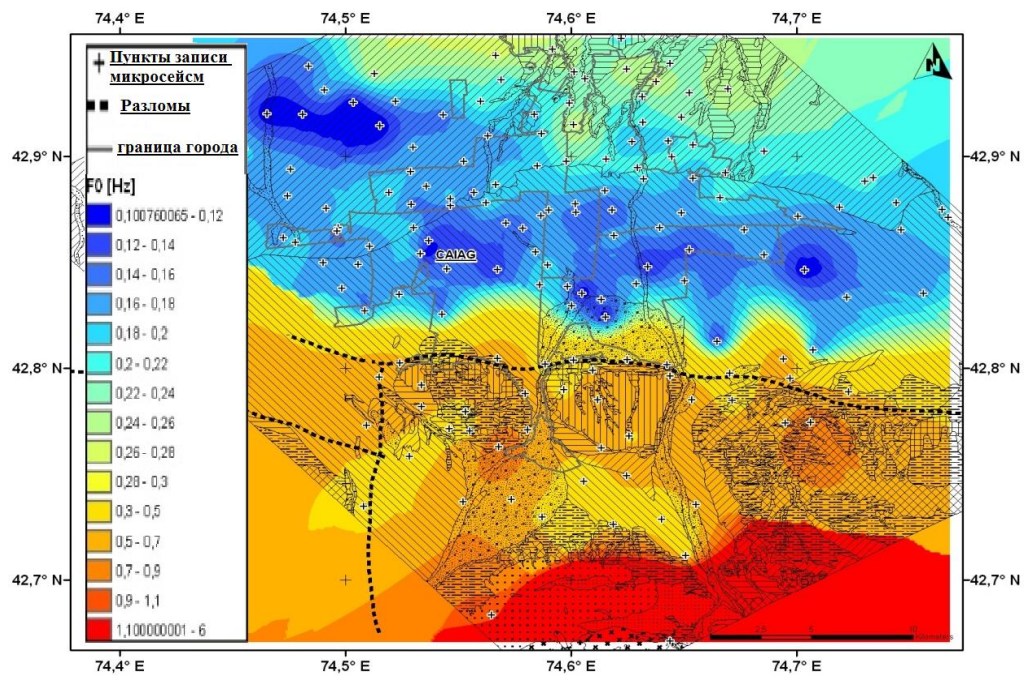 74,4° E
74,5° E
74,6° E
74,7° E
Пункты записи
микросейсм
Разломы
граница города
F0 [Hz]
0,100760065 - 0,12
0,12 - 0,14
0,14 - 0,16
0,16 - 0,18
0,18 - 0,2
0,2 - 0,22
0,22 - 0,24
0,24 - 0,26
0,26 - 0,28
0,28 - 0,3
0,3 - 0,5
0,5 - 0,7
0,7 - 0,9
0,9 - 1,1
1,100000001 - 6
N
CAIAG
42,9° N
42,9° N
42,8° N
42,8° N
42,7° N
42,7° N
74,4° E
74,5° E
74,6° E
74,7° E